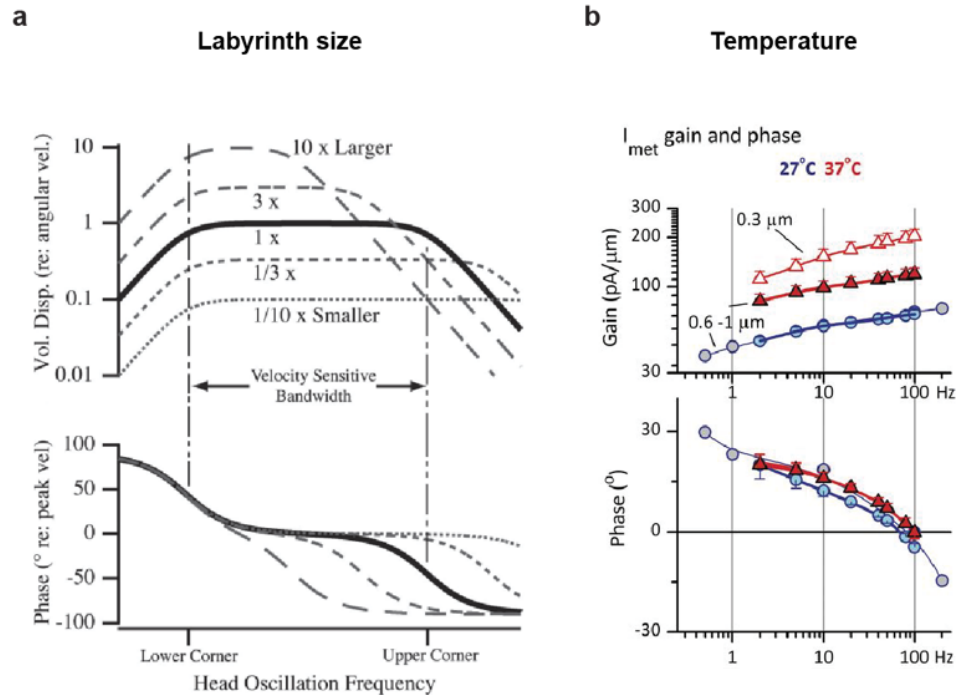 a
Labyrinth size
Vol. Disp. (re: angular vel.)
10
1
0.1
0.01
10 x Larger
3 x
1 x
1/3 x
1/10 x Smaller
Velocity Sensitive
Bandwidth
Phase (° re: peak vel)
100
50
0
-50
-100
Lower Corner
Upper Corner
Head Oscillation Frequency
b
Temperature
I_met gain and phase
27°C 37°C
Gain (pA/μm)
300
200
100
30
0.3 μm
0.6 -1 μm
1
10
100 Hz
Phase (°)
30
0
-30
1
10
100 Hz